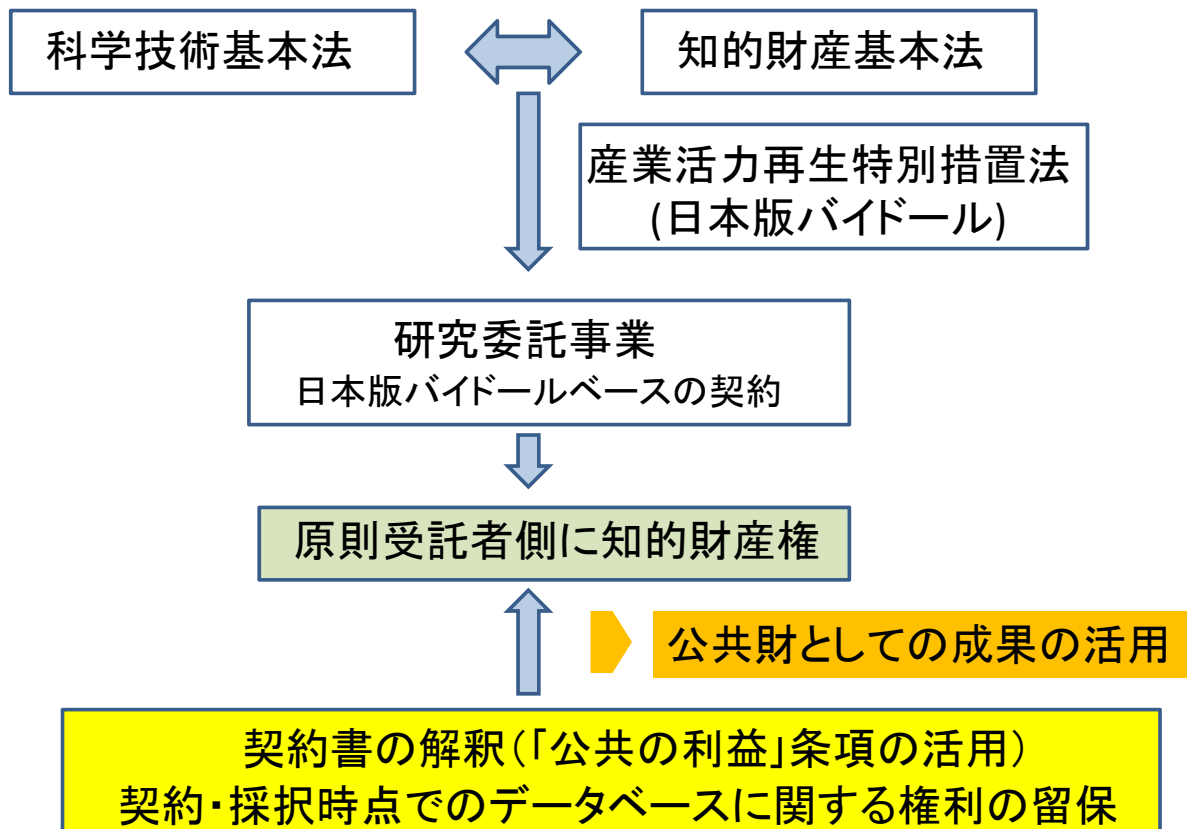 科学技術基本法
知的財産基本法
産業活力再生特別措置法
(日本版バイドール)
研究委託事業
日本版バイドールベースの契約
原則受託者側に知的財産権
公共財としての成果の活用
契約書の解釈(「公共の利益」条項の活用)
契約・採択時点でのデータベースに関する権利の留保